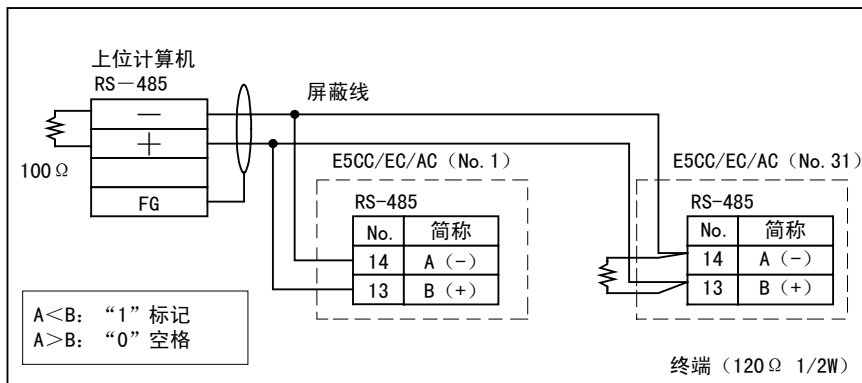 上位计算机
RS－485
－
＋
FG
100Ω
屏蔽线
E5CC/EC/AC（No.1）
RS-485
No. 简称
14 A（-）
13 B（+）
E5CC/EC/AC（No.31）
RS-485
No. 简称
14 A（-）
13 B（+）
A＜B：“1”标记
A＞B：“0”空格
终端（120Ω 1/2W）